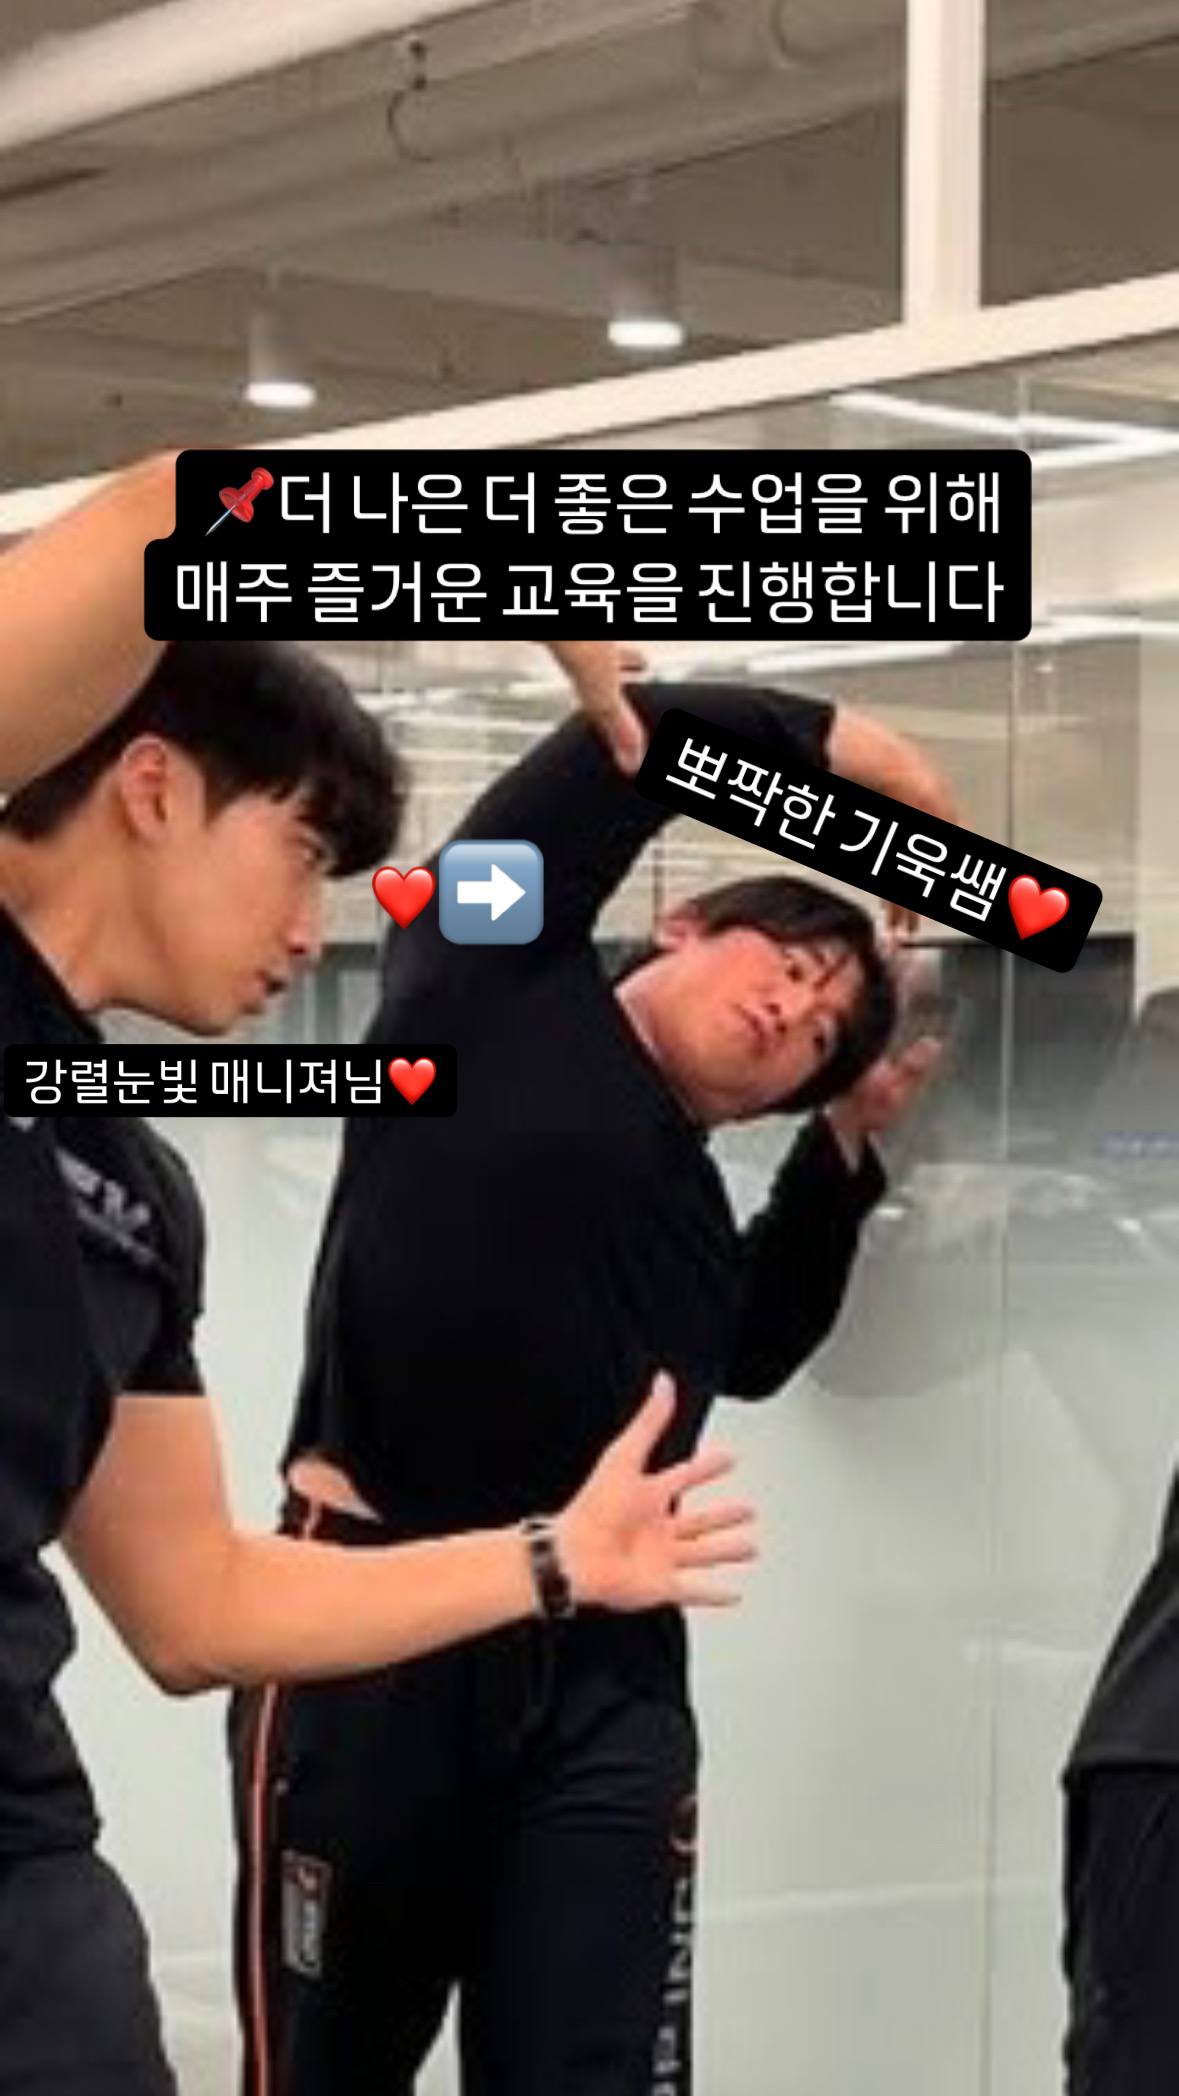 📌더 나은 더 좋은 수업을 위해
매주 즐거운 교육을 진행합니다
뽀짝한 기욱쌤❤️
❤️➡️
강렬눈빛 매니져님❤️